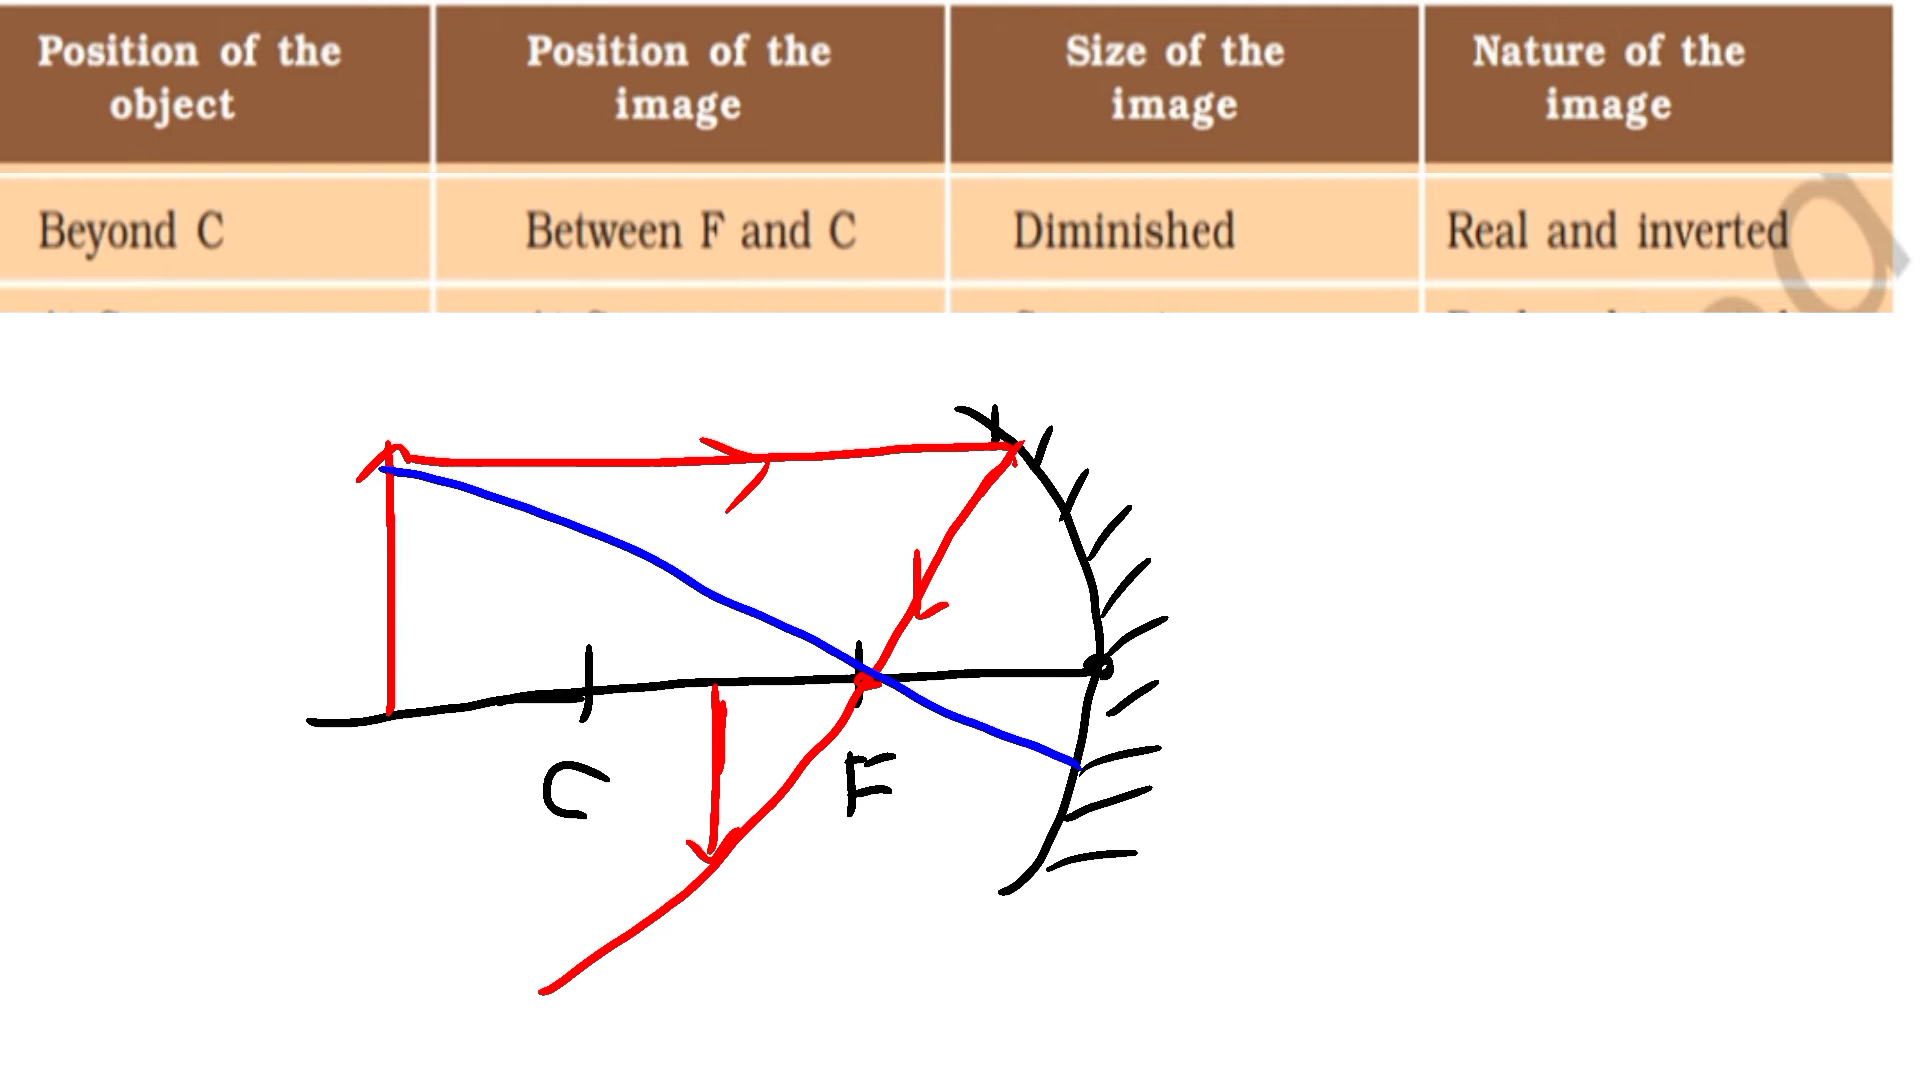 Position of the object
Position of the image
Size of the image
Nature of the image
Beyond C
Between F and C
Diminished
Real and inverted
C
F